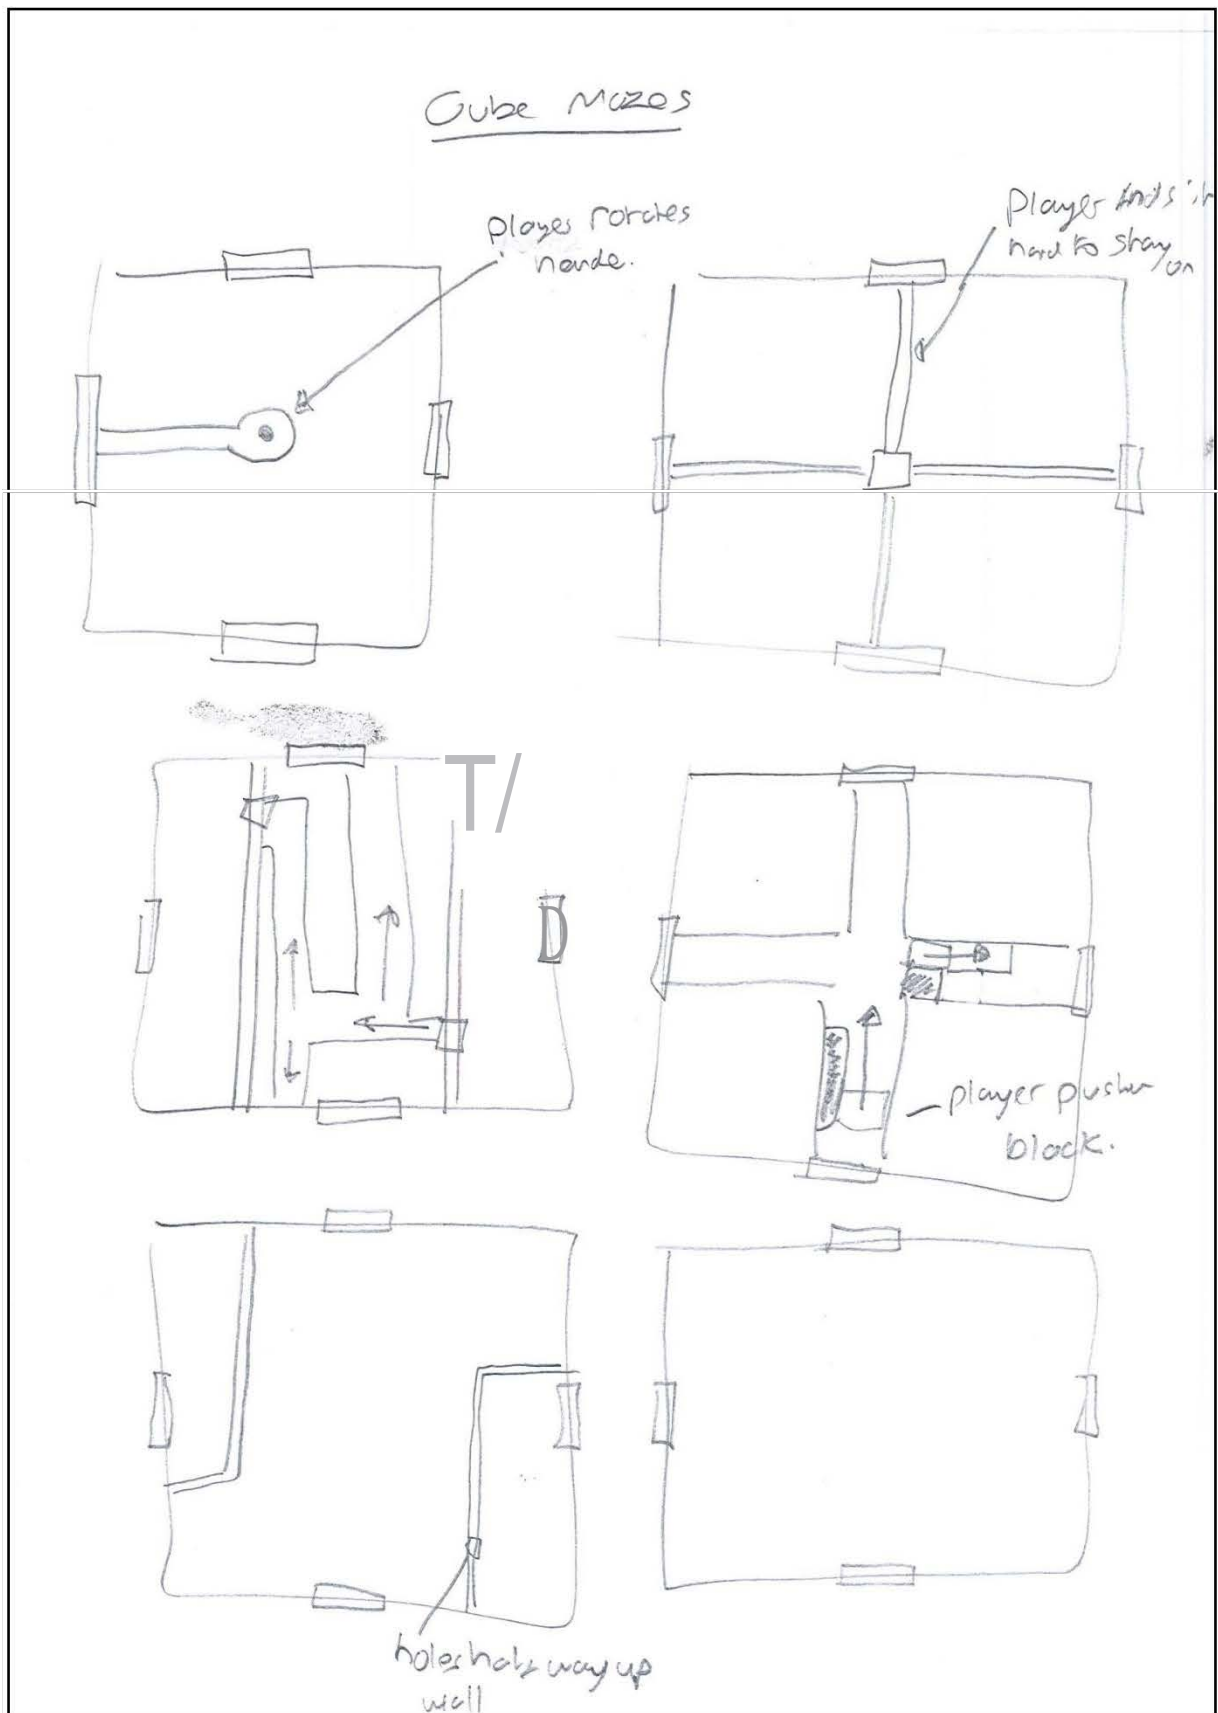 Cube Mazes
Player rotates
hande.
Player finds it
hard to stay
on
T/
D
player pushes
block.
holes half way up
wall